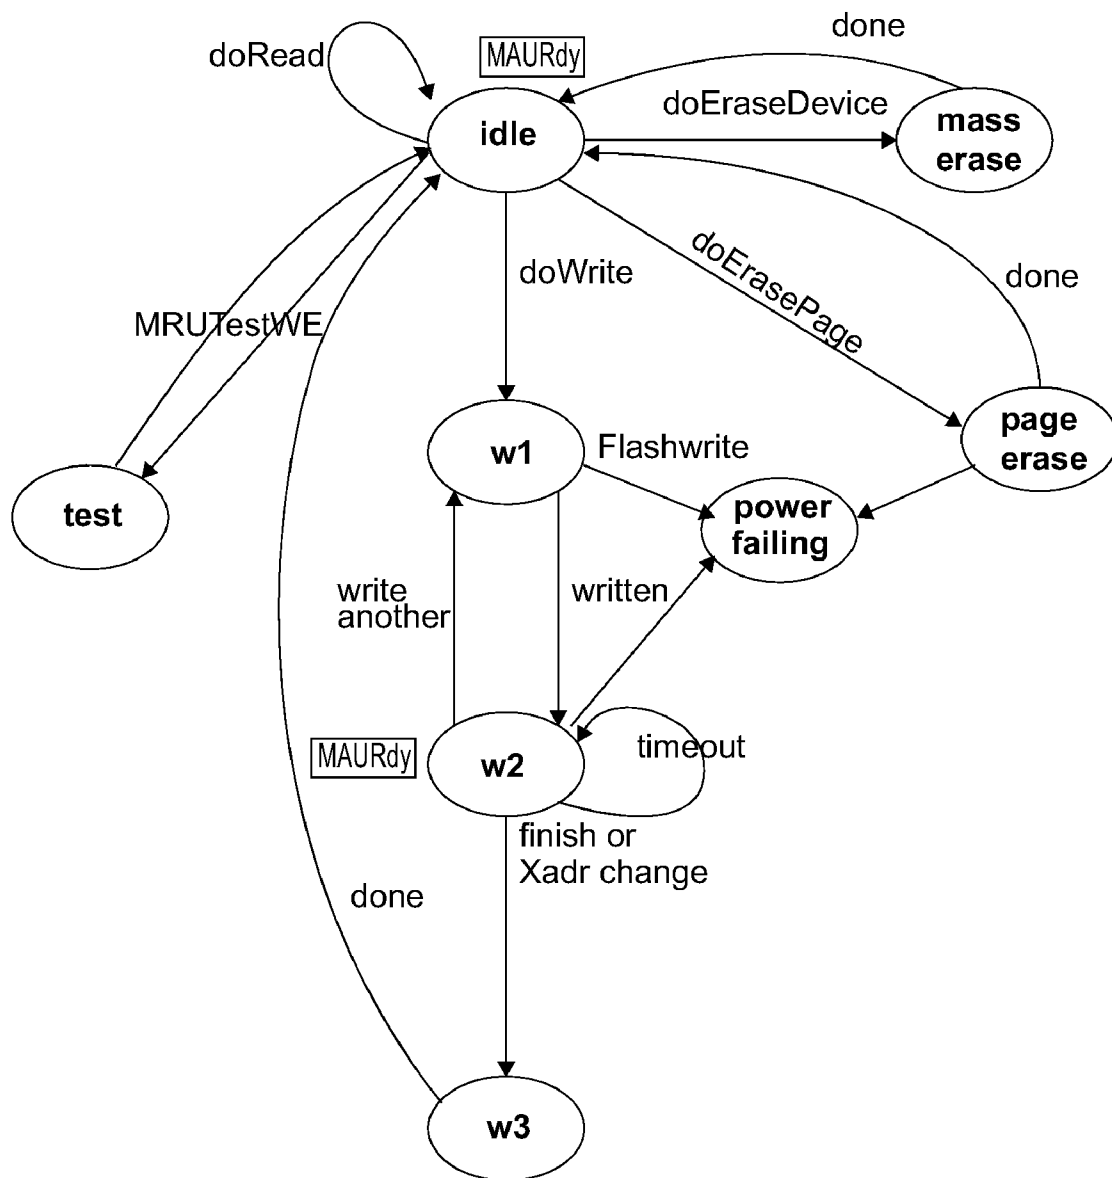 done
doRead
MAURdy
doEraseDevice
mass
erase
idle
doErasePage
doWrite
done
MRUTestWE
page
erase
w1
Flashwrite
power
failing
test
write
another
written
timeout
MAURdy
w2
finish or
Xadr change
done
w3